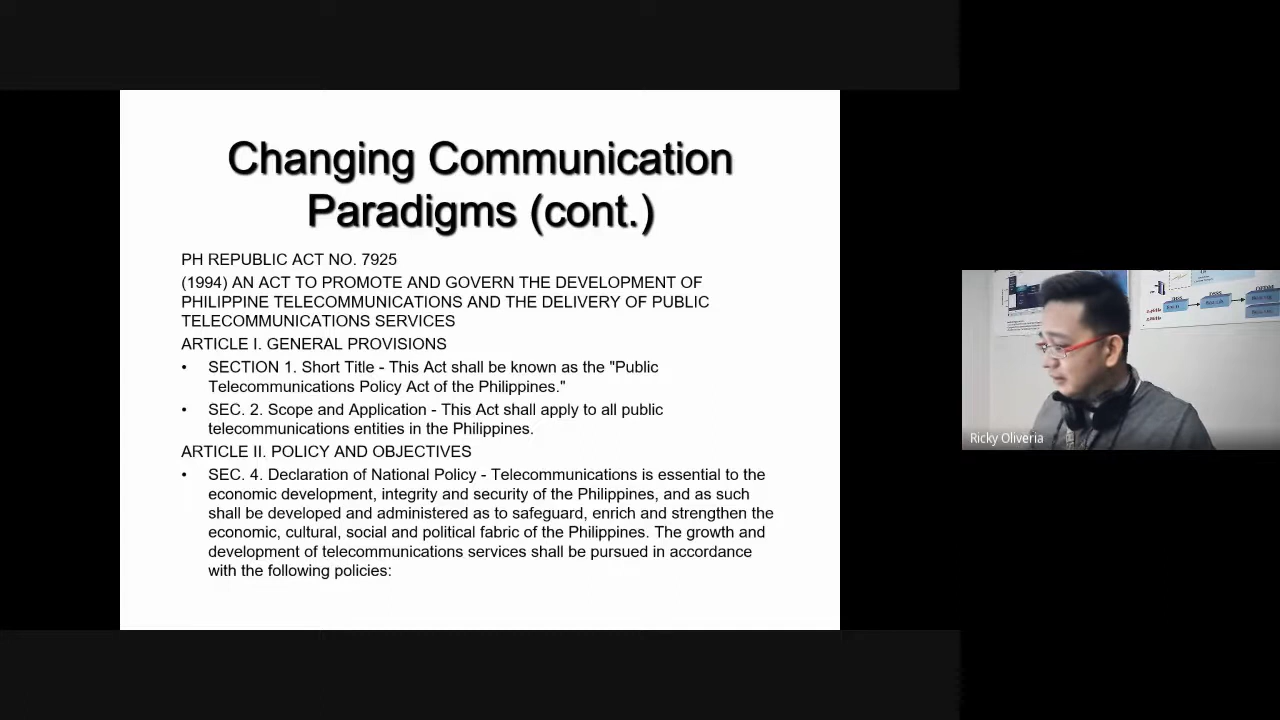 Changing Communication
Paradigms (cont.)
PH REPUBLIC ACT NO. 7925
(1994) AN ACT TO PROMOTE AND GOVERN THE DEVELOPMENT OF
PHILIPPINE TELECOMMUNICATIONS AND THE DELIVERY OF PUBLIC
TELECOMMUNICATIONS SERVICES
ARTICLE I. GENERAL PROVISIONS
• SECTION 1. Short Title - This Act shall be known as the "Public
Telecommunications Policy Act of the Philippines."
• SEC. 2. Scope and Application - This Act shall apply to all public
telecommunications entities in the Philippines.
ARTICLE II. POLICY AND OBJECTIVES
• SEC. 4. Declaration of National Policy - Telecommunications is essential to the
economic development, integrity and security of the Philippines, and as such
shall be developed and administered as to safeguard, enrich and strengthen the
economic, cultural, social and political fabric of the Philippines. The growth and
development of telecommunications services shall be pursued in accordance
with the following policies:
Ricky Oliveria